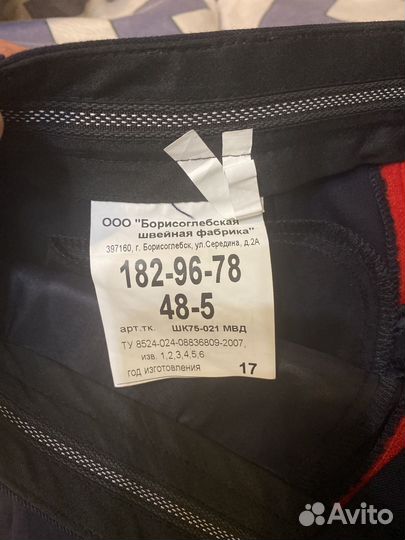 ООО "Борисоглебская
швейная фабрика"
397160, г. Борисоглебск, ул.Середина, д.2А
182-96-78
48-5
арт.тк. ШК75-021 МВД
ТУ 8524-024-08836809-2007,
изв. 1,2,3,4,5,6
год изготовления 17
Avito